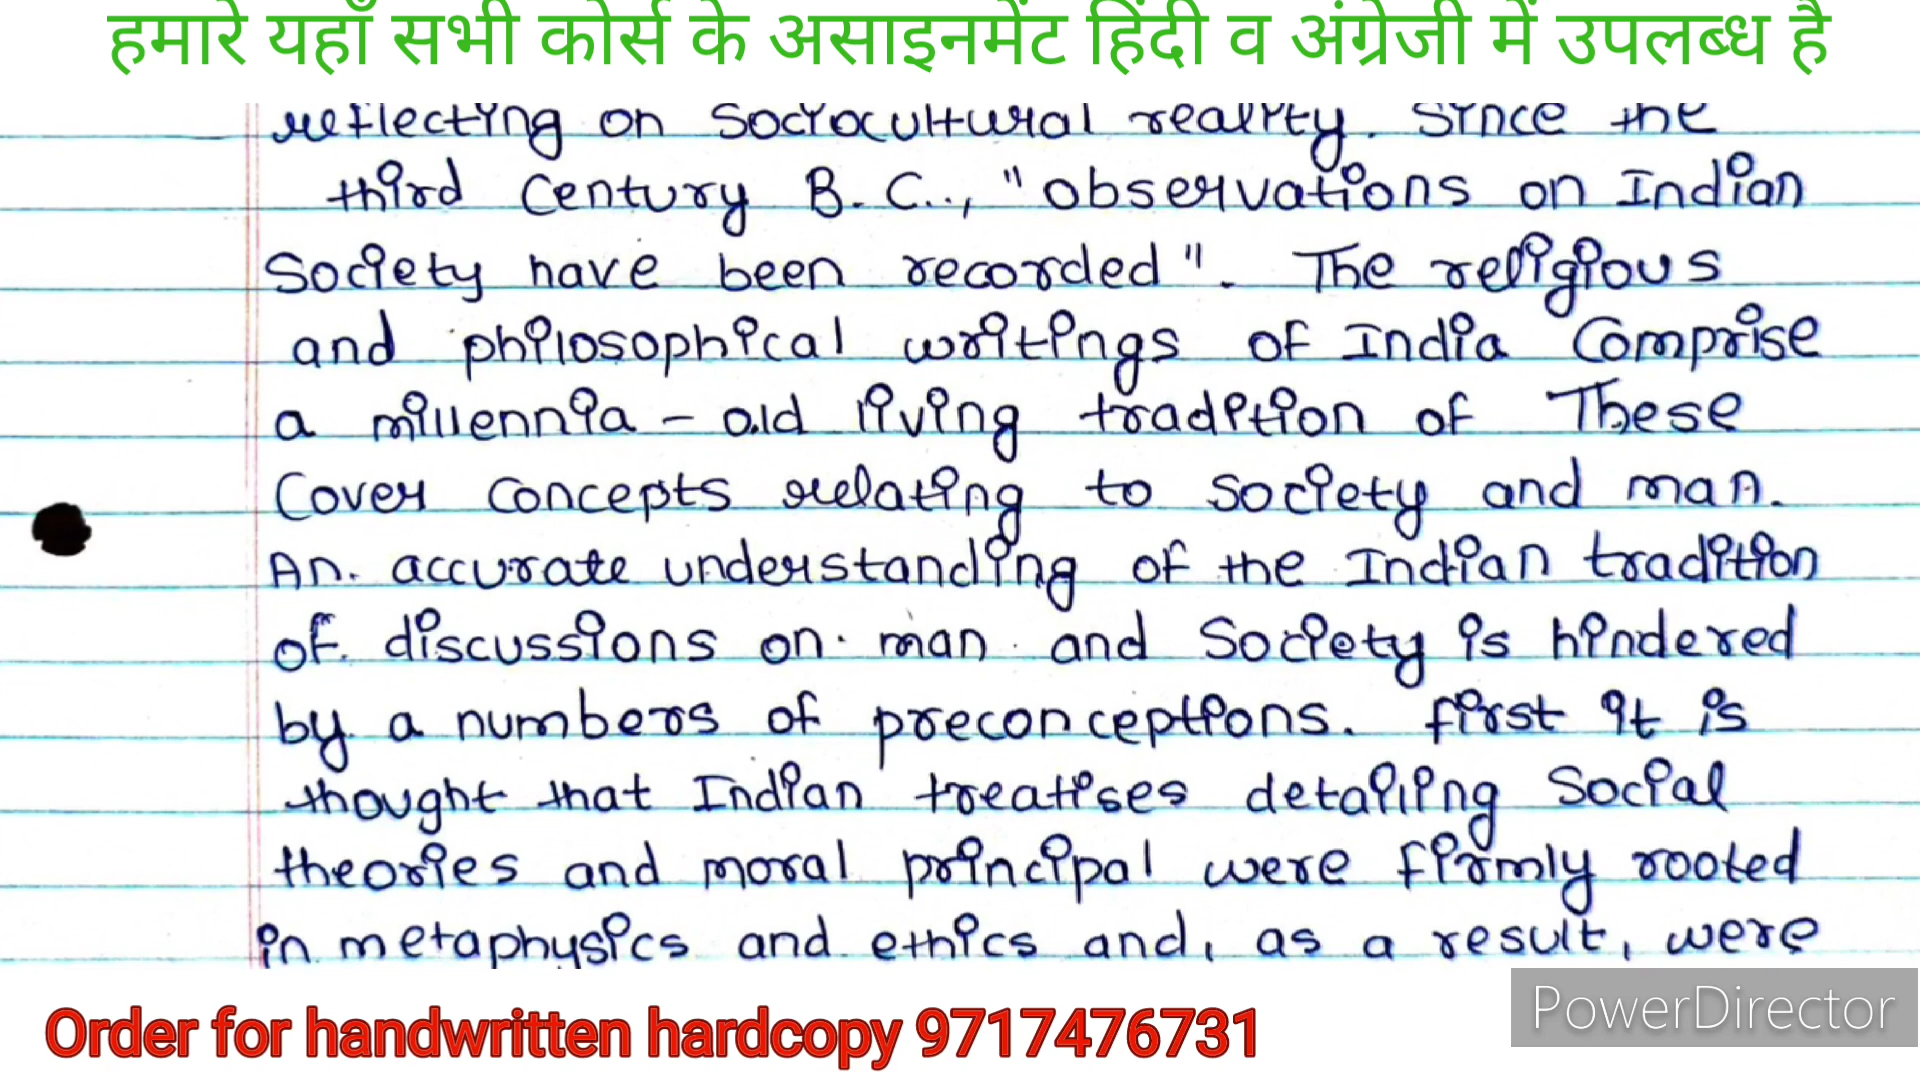 हमारे यहाँ सभी कोर्स के असाइनमेंट हिंदी व अंग्रेजी में उपलब्ध है
reflecting on Sociocultural reality. Since the
third Century B.C.., "observations on Indian
Society have been recorded". The religious
and philosophical writings of India Comprise
a millennia - old living tradition of These
Cover concepts relating to society and man.
An. accurate understanding of the Indian tradition
of. discussions on. man and Society is hindered
by a numbers of preconceptions. first it is
thought that Indian treatises detailing Social
theories and moral principal were firmly rooted
in metaphysics and ethics and, as a result, were
PowerDirector
Order for handwritten hardcopy 9717476731